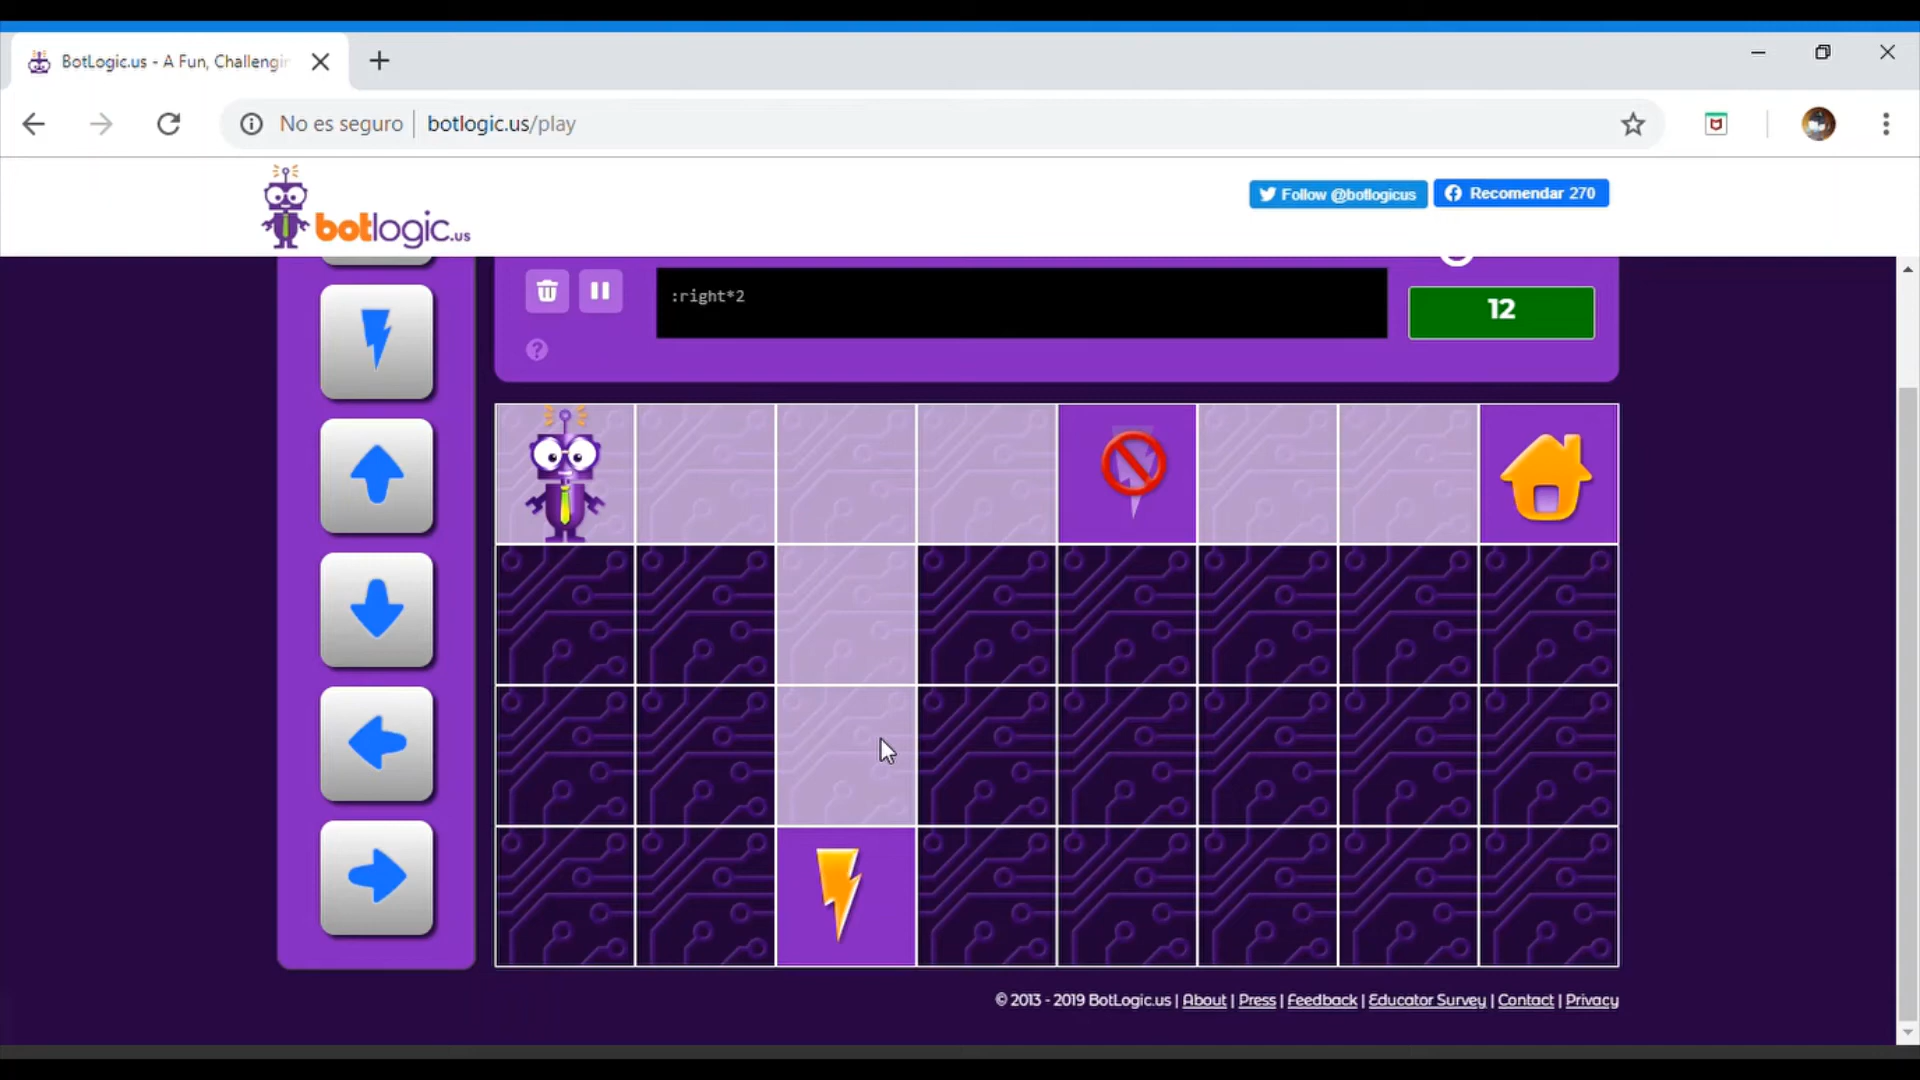 BotLogic.us - A Fun, Challengin
No es seguro
botlogic.us/play
botlogic.us
Follow @botlogicus
Recomendar 270
:right*2
12
?
© 2013 - 2019 BotLogic.us | About | Press | Feedback | Educator Survey | Contact | Privacy